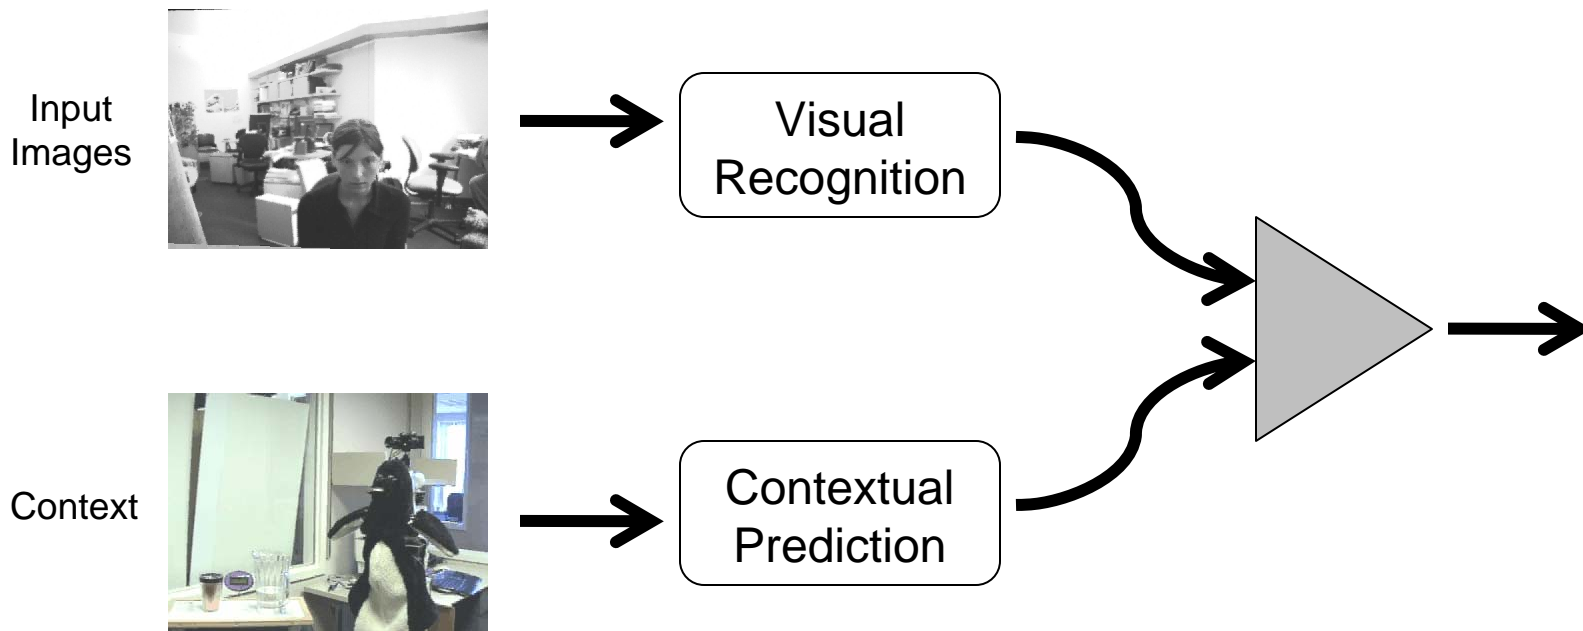 Input
Images
Visual
Recognition
Context
Contextual
Prediction